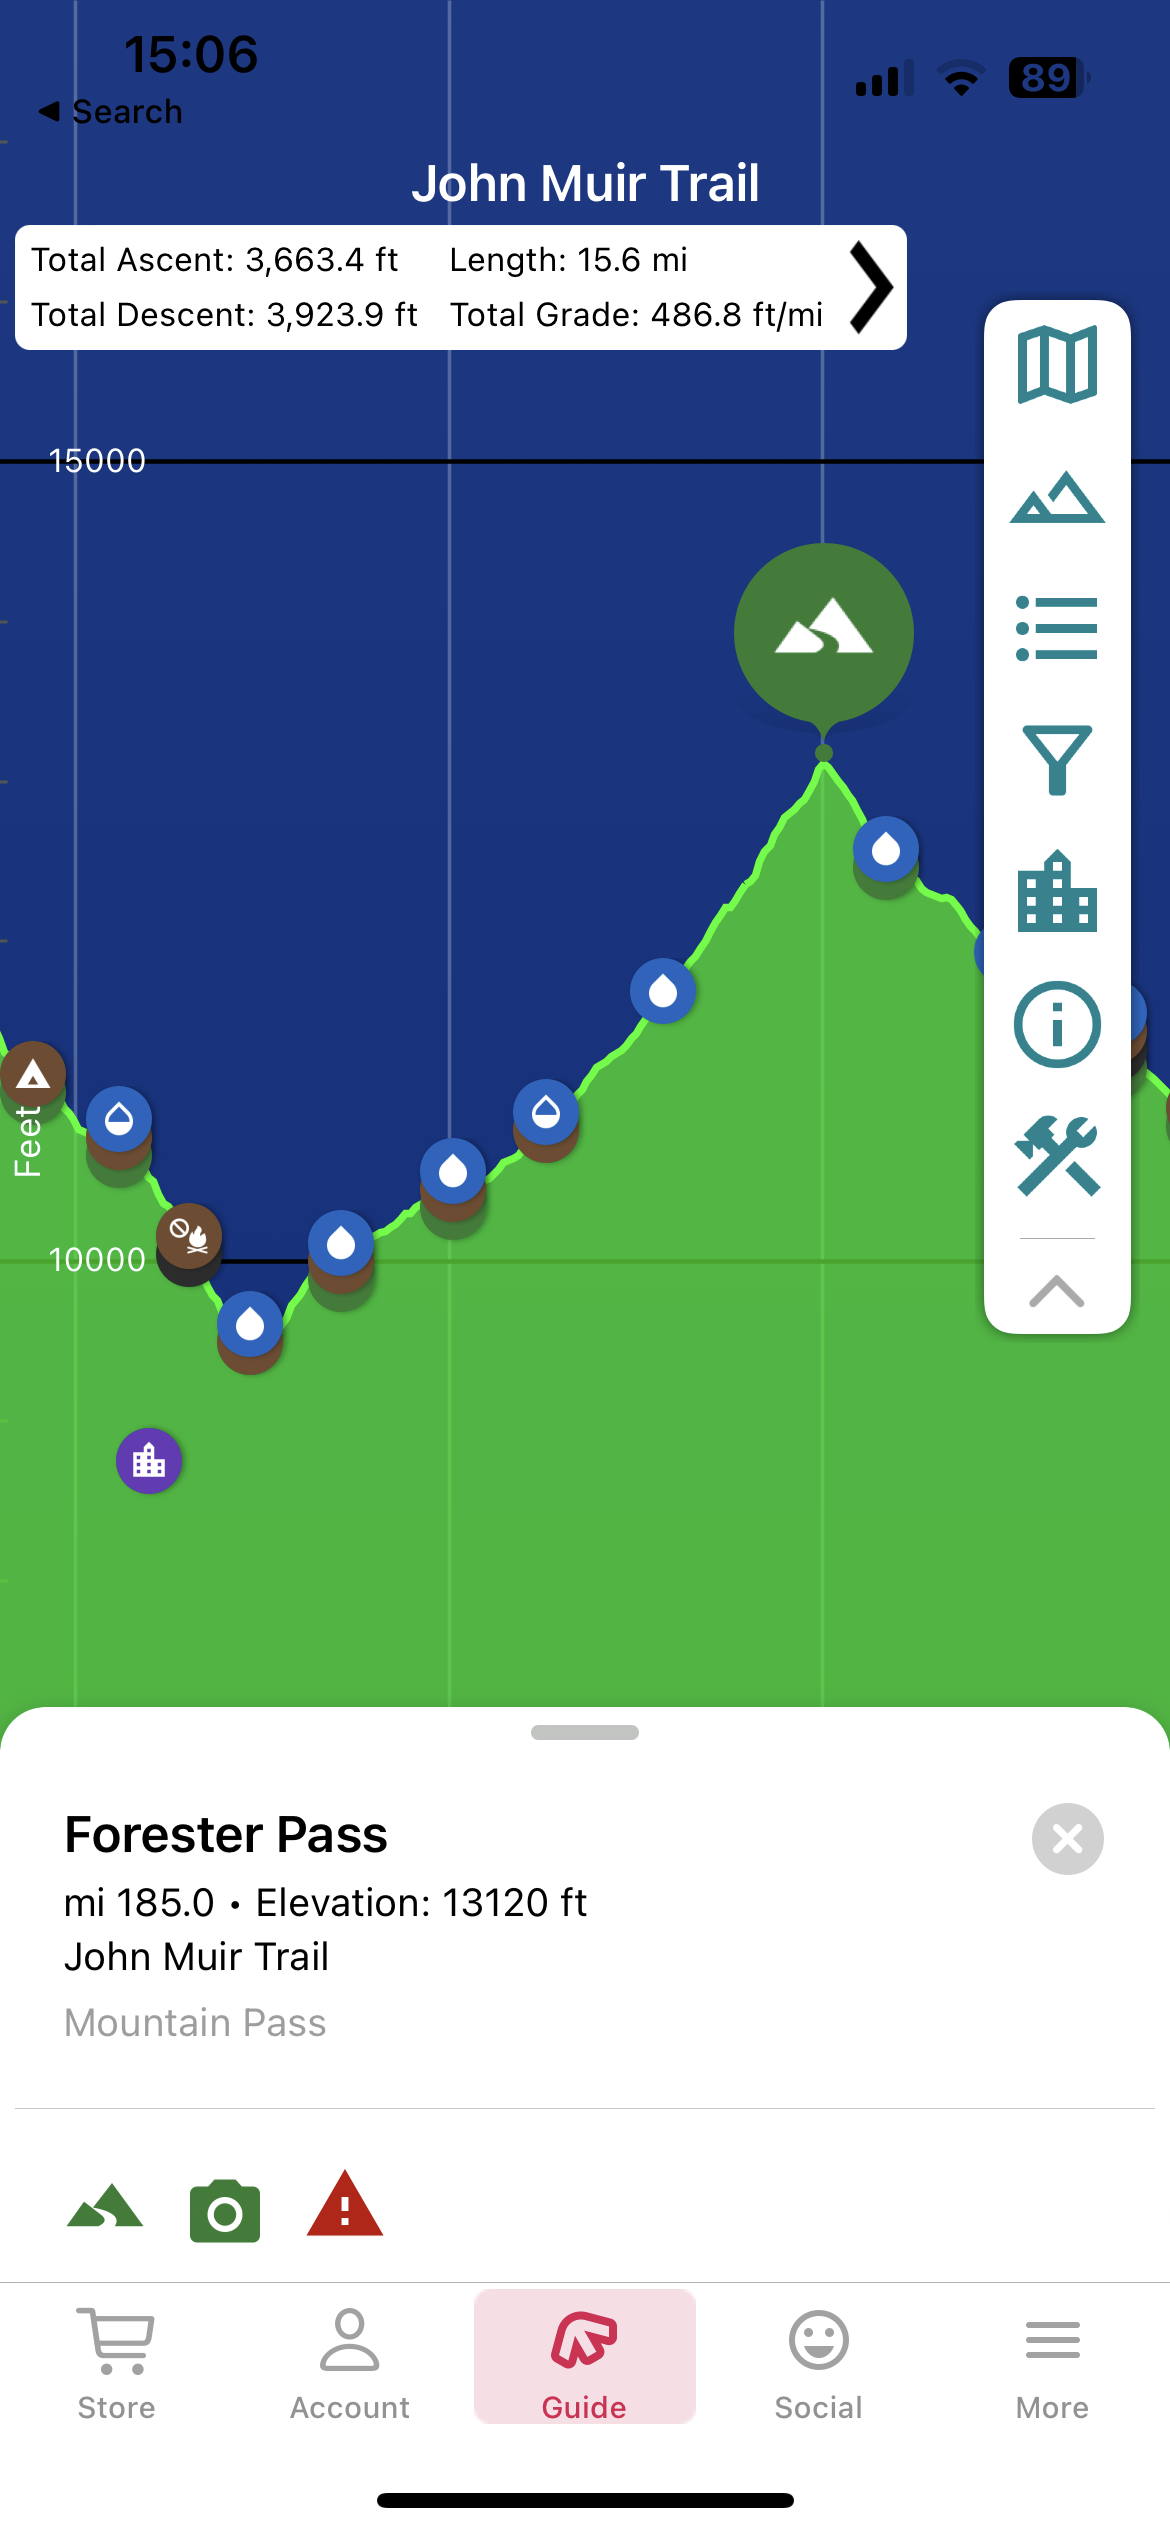 15:06
89
◀ Search
John Muir Trail
Total Ascent: 3,663.4 ft Length: 15.6 mi
Total Descent: 3,923.9 ft Total Grade: 486.8 ft/mi
15000
Feet
10000
Forester Pass
mi 185.0 • Elevation: 13120 ft
John Muir Trail
Mountain Pass
Store Account Guide Social More